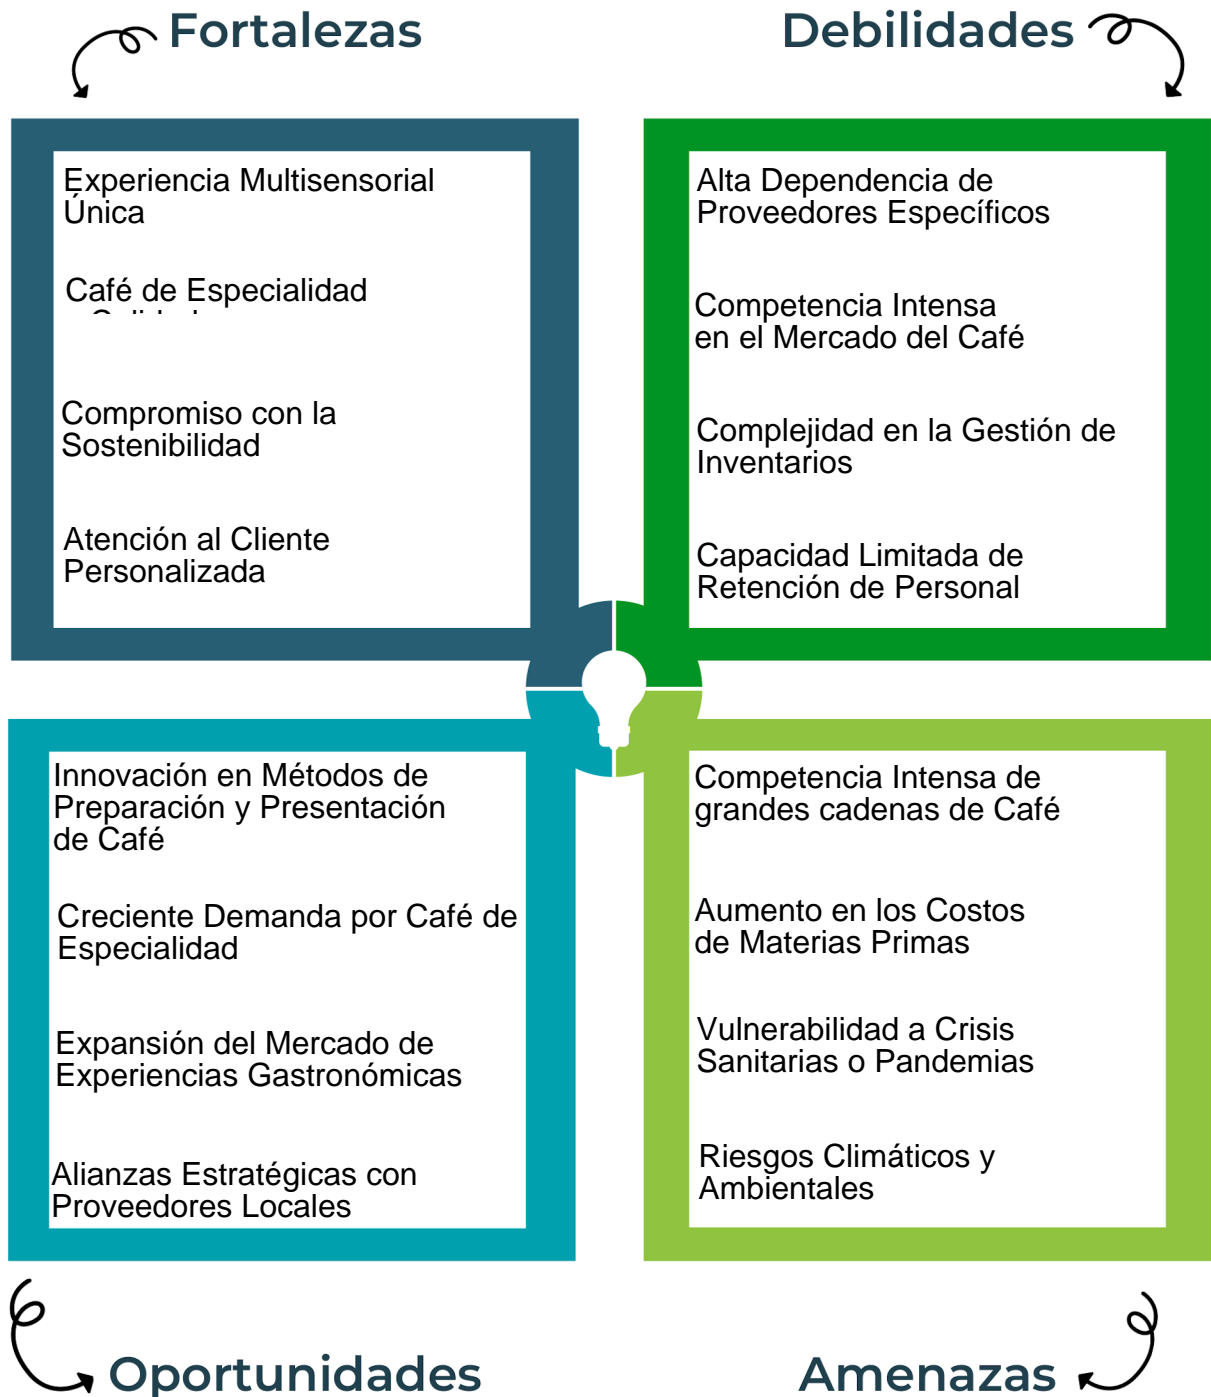 Fortalezas
Debilidades
Experiencia Multisensorial
Única
Café de Especialidad
Compromiso con la
Sostenibilidad
Atención al Cliente
Personalizada
Alta Dependencia de
Proveedores Específicos
Competencia Intensa
en el Mercado del Café
Complejidad en la Gestión de
Inventarios
Capacidad Limitada de
Retención de Personal
Innovación en Métodos de
Preparación y Presentación
de Café
Creciente Demanda por Café de
Especialidad
Expansión del Mercado de
Experiencias Gastronómicas
Alianzas Estratégicas con
Proveedores Locales
Competencia Intensa de
grandes cadenas de Café
Aumento en los Costos
de Materias Primas
Vulnerabilidad a Crisis
Sanitarias o Pandemias
Riesgos Climáticos y
Ambientales
Oportunidades
Amenazas